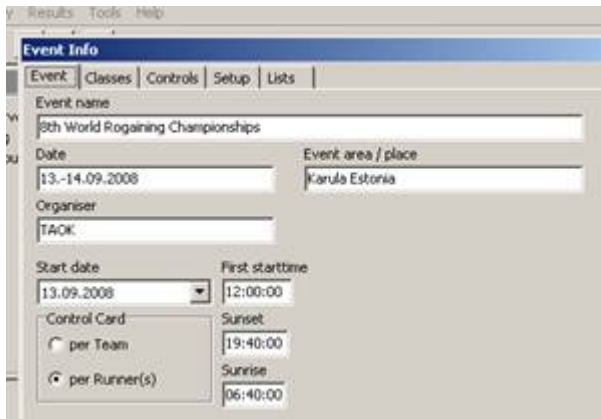 Results Tools Help
Event Info
Event Classes Controls Setup Lists
Event name
8th World Rogaining Championships
Date Event area / place
13.-14.09.2008 Karula Estonia
Organiser
TAOK
Start date First starttime
13.09.2008 12:00:00
Control Card Sunset
per Team 19:40:00
per Runner(s) Sunrise
06:40:00